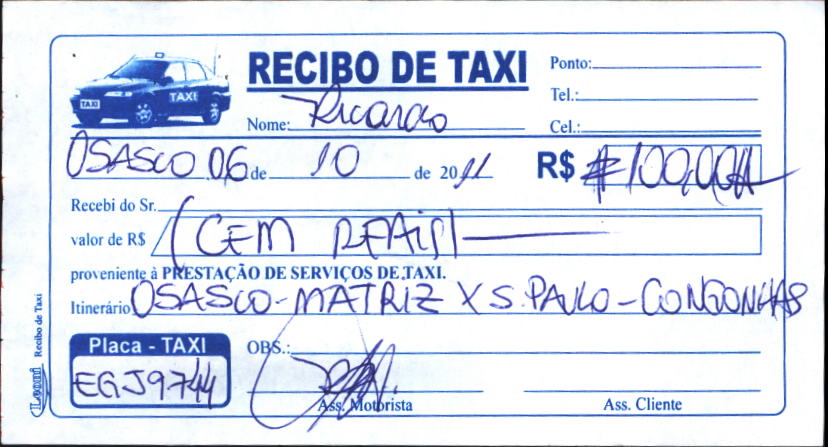 RECIBO DE TAXI
Ponto:
Tel.:
Nome: Ricardo
Cel.:
TAXI
TAXI
OSASCO, 06 de 10 de 2011 R$ #100,00#
Recebi do Sr.
valor de R$ (CEM REAIS)
proveniente à PRESTAÇÃO DE SERVIÇOS DE TAXI.
Itinerário OSASCO-MATRIZ X S. PAULO-CONGONHAS
Placa - TAXI
EGJ9744
OBS.:
Ass. Motorista
Ass. Cliente
Recibo de Taxi